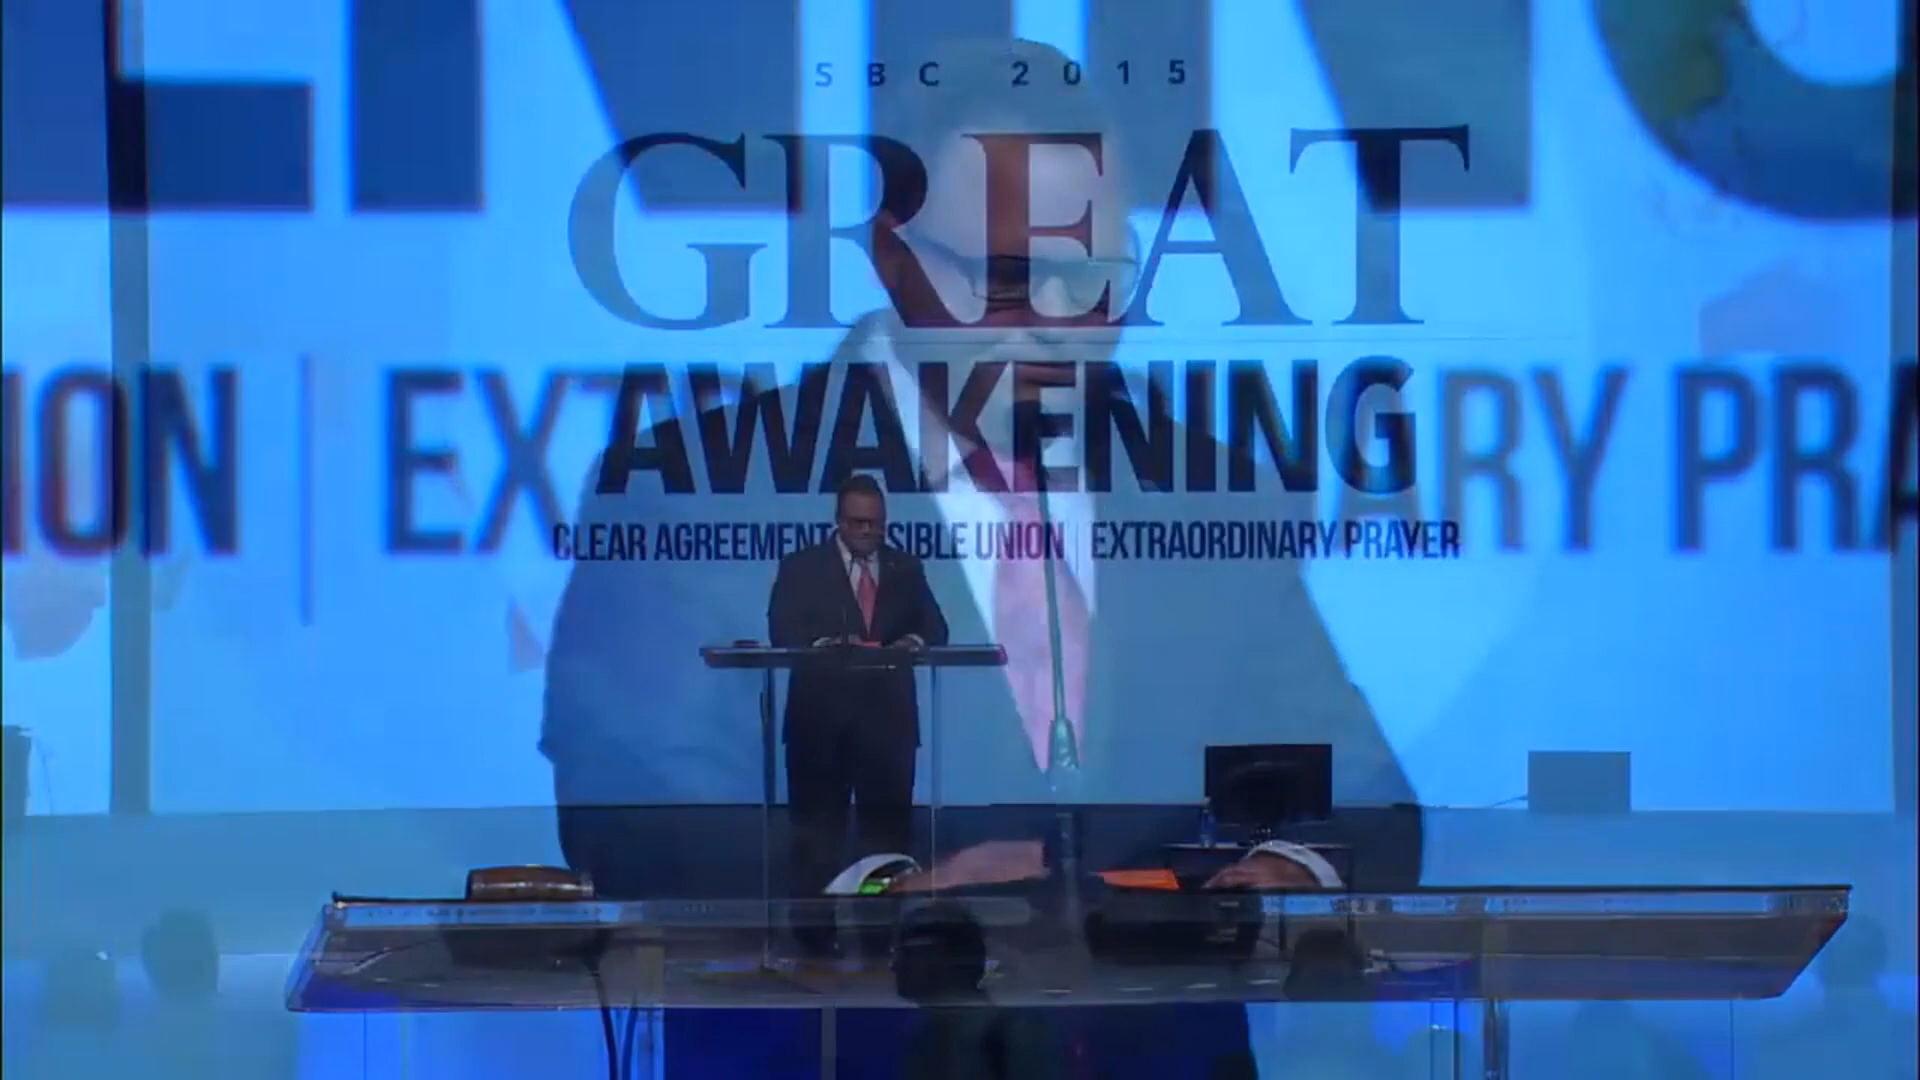 SBC 2015
GREAT
AWAKENING
ION | EX RY PRA
CLEAR AGREEMENT SIBLE UNION | EXTRAORDINARY PRAYER